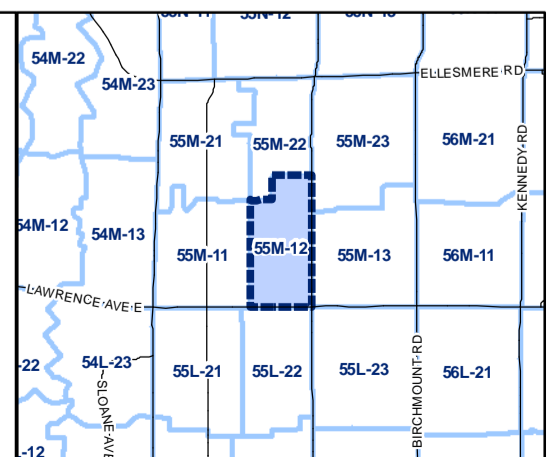 55N-12
54M-22
54M-23
ELLESMERE RD
55M-21
55M-22
55M-23
56M-21
KENNEDY RD
54M-12
54M-13
55M-11
55M-12
55M-13
56M-11
LAWRENCE AVE E
-22
54L-23
55L-21
55L-22
55L-23
56L-21
BIRCHMOUNT RD
SLOANE AVE
-12